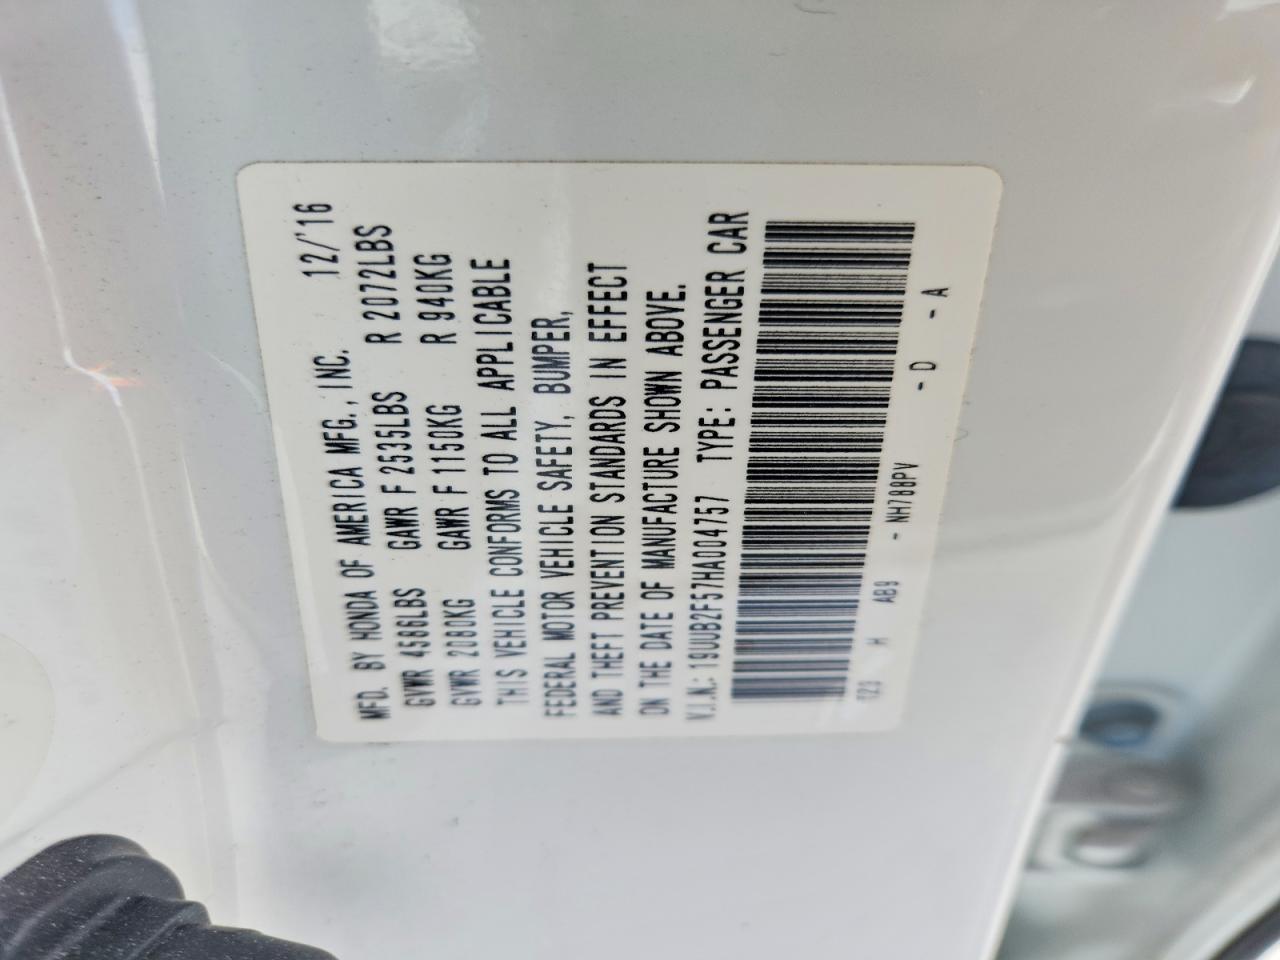 MFD. BY HONDA OF AMERICA MFG., INC. 12/'16
GVWR 4586LBS GAWR F 2535LBS R 2072LBS
GVWR 2080KG GAWR F 1150KG R 940KG
THIS VEHICLE CONFORMS TO ALL APPLICABLE
FEDERAL MOTOR VEHICLE SAFETY, BUMPER,
AND THEFT PREVENTION STANDARDS IN EFFECT
ON THE DATE OF MANUFACTURE SHOWN ABOVE.
V.I.N.: 19UUB2F57HA004757 TYPE: PASSENGER CAR
TZ3 H AB9 - NH788PV - D - A